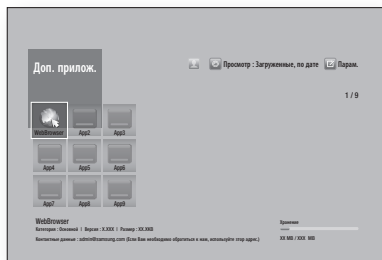 Доп. прилож.
Просмотр : Загруженные, по дате Парам.
1 / 9
WebBrowser App2 App3
App4 App5 App6
App7 App8 App9
WebBrowser
Категория : Основной | Версия : X.XXX | Размер : XX.XMB
Контактные данные : admin@samsung.com (Если Вам необходимо обратиться к нам, используйте этот адрес.)
Хранение
XX MB / XXX MB